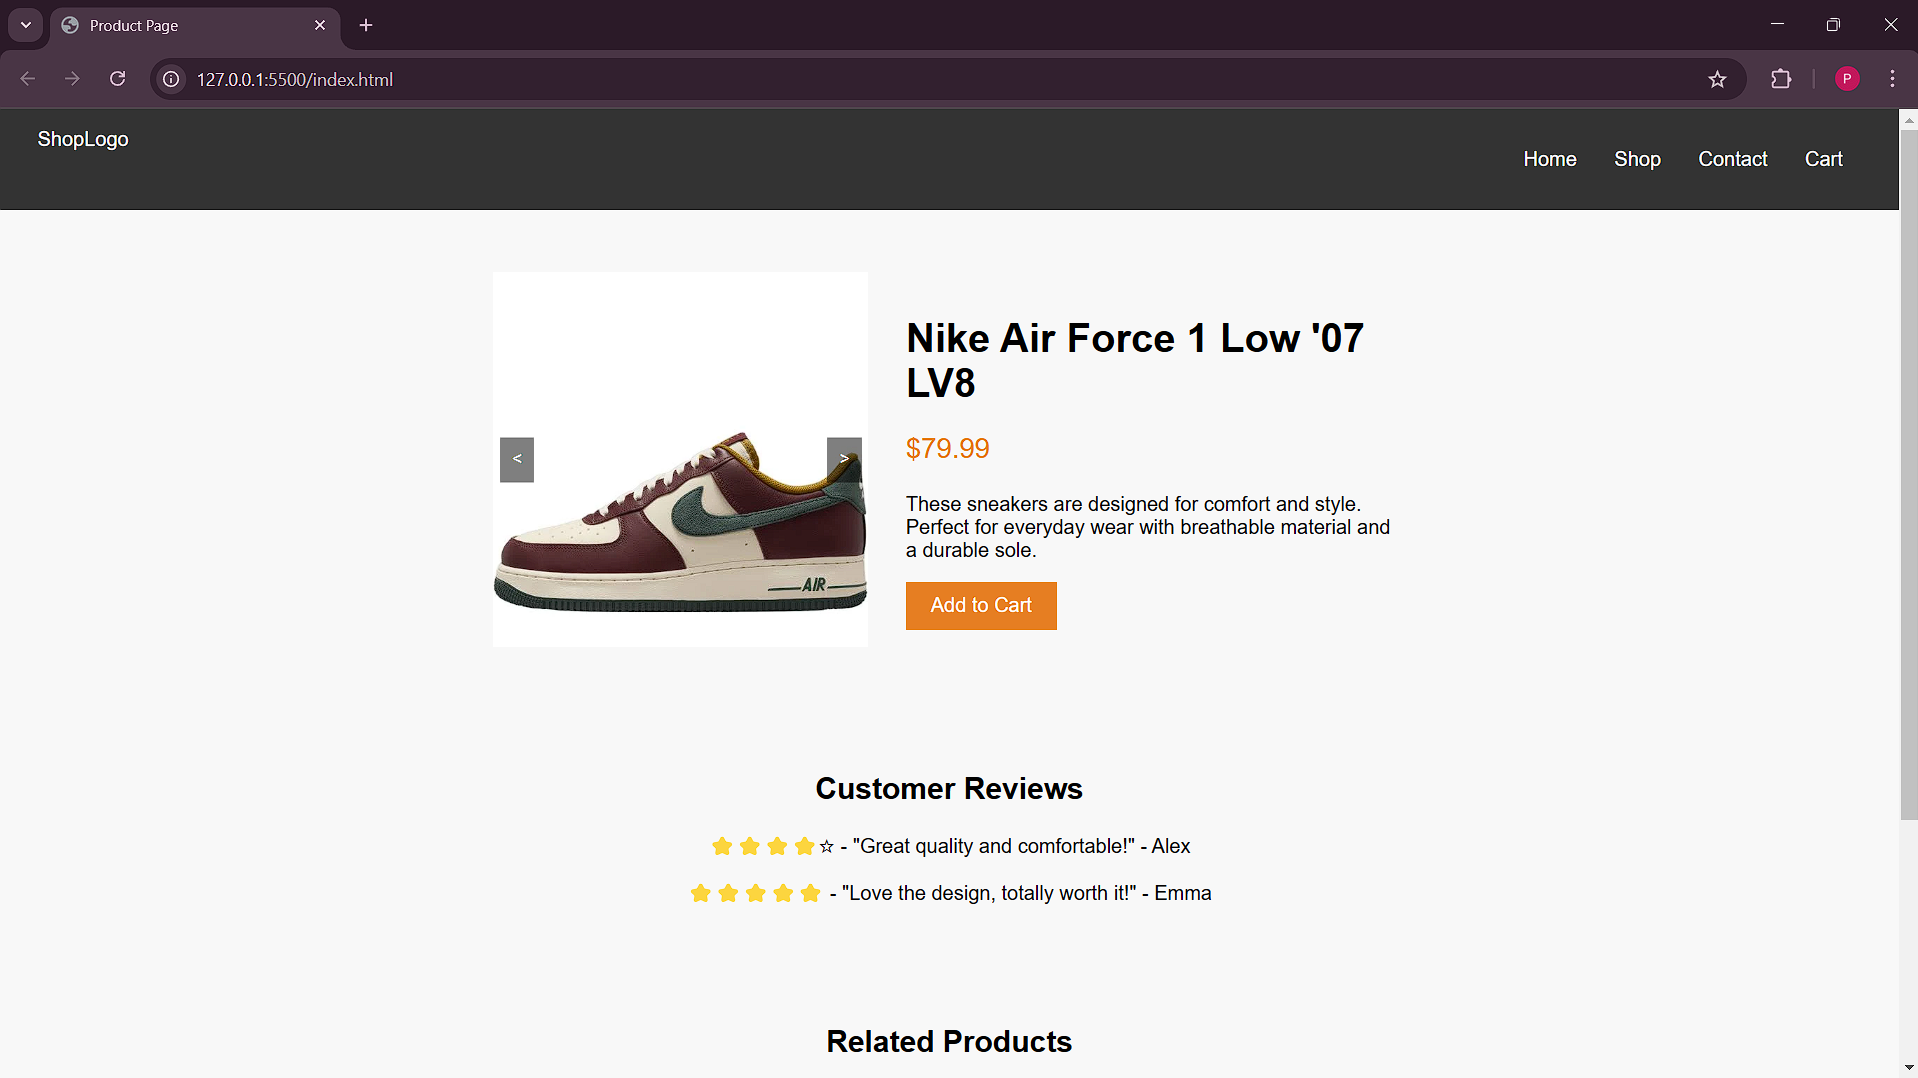 Product Page
127.0.0.1:5500/index.html
P
ShopLogo
Home Shop Contact Cart
Nike Air Force 1 Low '07
LV8
$79.99
< >
These sneakers are designed for comfort and style.
Perfect for everyday wear with breathable material and
a durable sole.
AIR
Add to Cart
Customer Reviews
⭐⭐⭐⭐☆ - "Great quality and comfortable!" - Alex
⭐⭐⭐⭐⭐ - "Love the design, totally worth it!" - Emma
Related Products